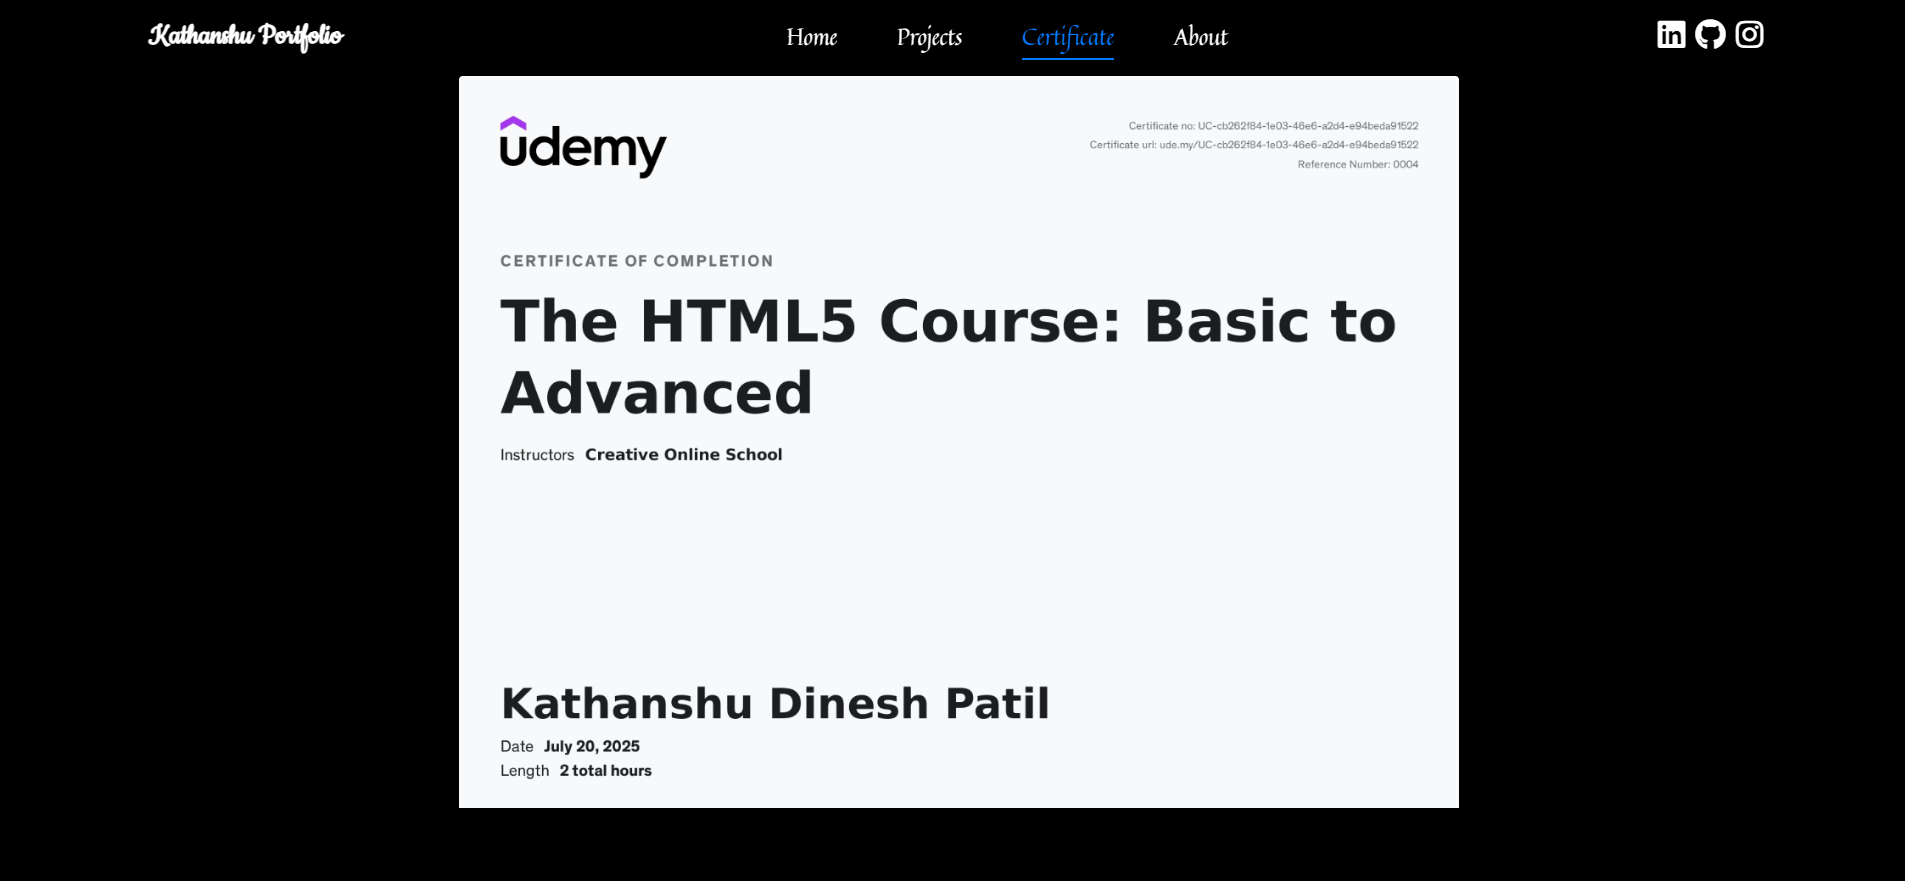 Kathanshu Portfolio
Home Projects Certificate About
udemy
Certificate no: UC-cb262f84-1e03-46e6-a2d4-e94beda91522
Certificate url: ude.my/UC-cb262f84-1e03-46e6-a2d4-e94beda91522
Reference Number: 0004
CERTIFICATE OF COMPLETION
The HTML5 Course: Basic to
Advanced
Instructors Creative Online School
Kathanshu Dinesh Patil
Date July 20, 2025
Length 2 total hours